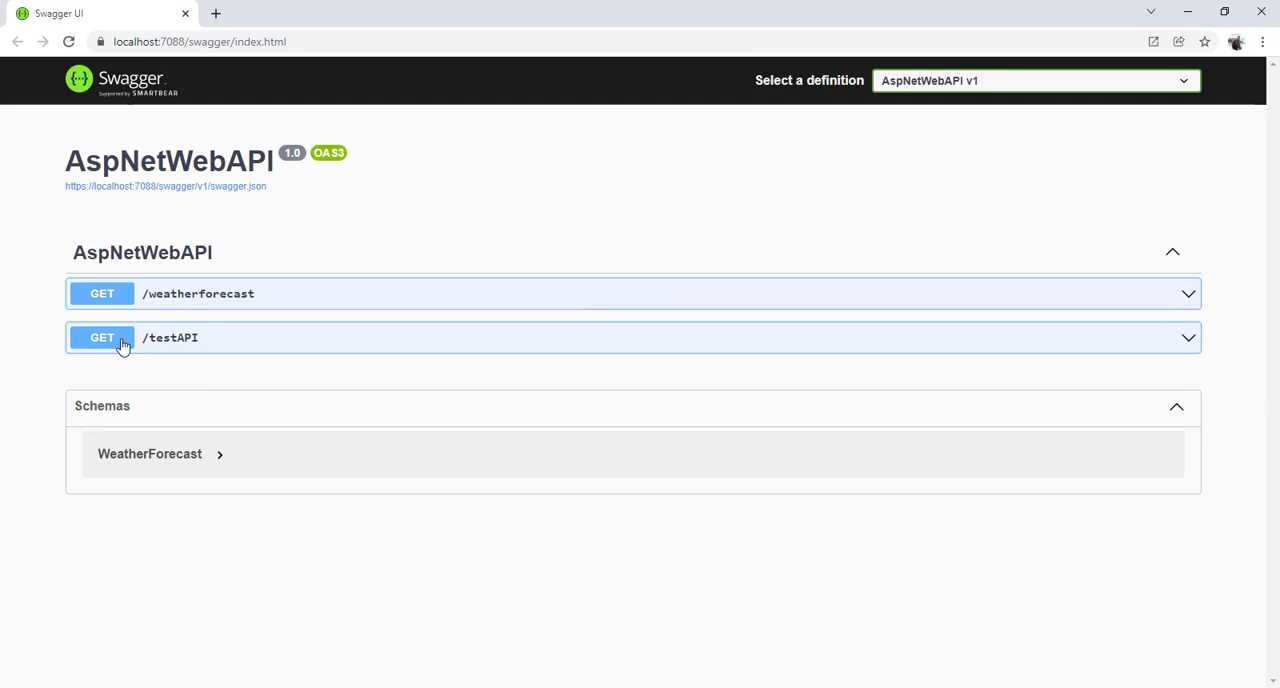 Swagger UI
localhost:7088/swagger/index.html
Swagger.
Supported by SMARTBEAR
Select a definition
AspNetWebAPI v1
AspNetWebAPI 1.0 OAS3
https://localhost:7088/swagger/v1/swagger.json
AspNetWebAPI
GET /weatherforecast
GET /testAPI
Schemas
WeatherForecast